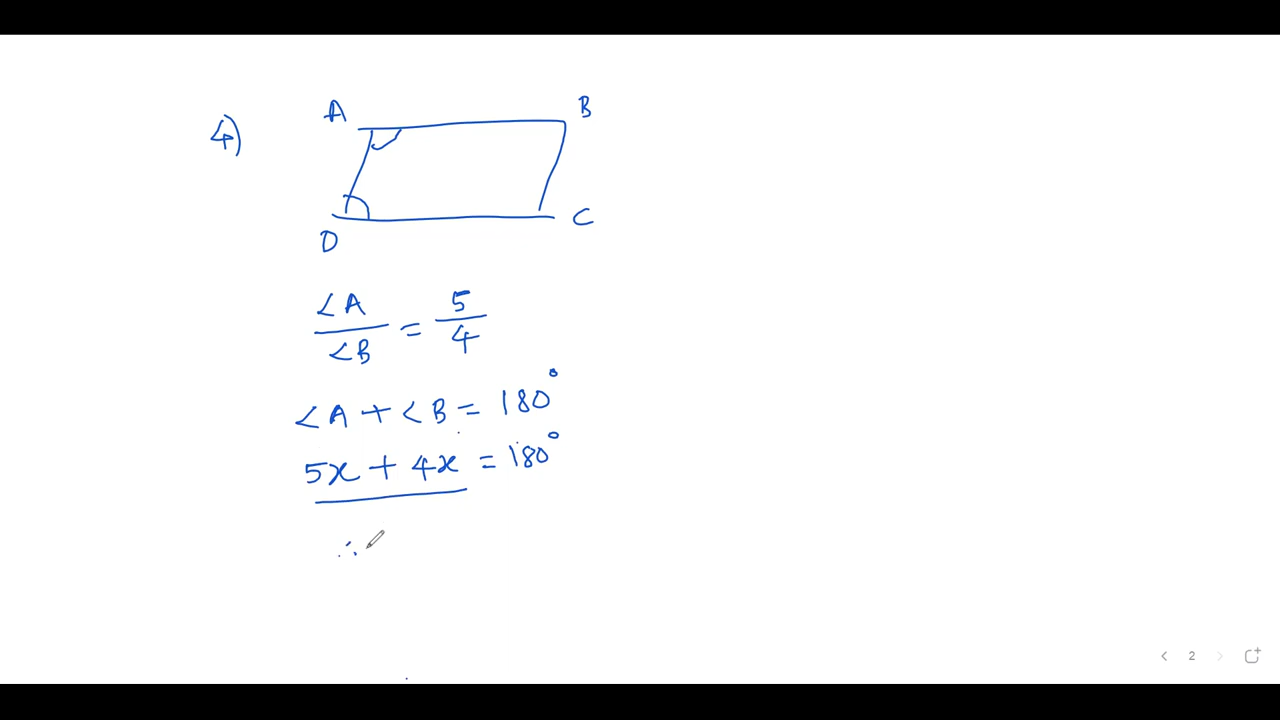 4)
A
B
D
C
∠A
/
∠B = 5/4
∠A + ∠B = 180°
5x + 4x = 180°
∴
2